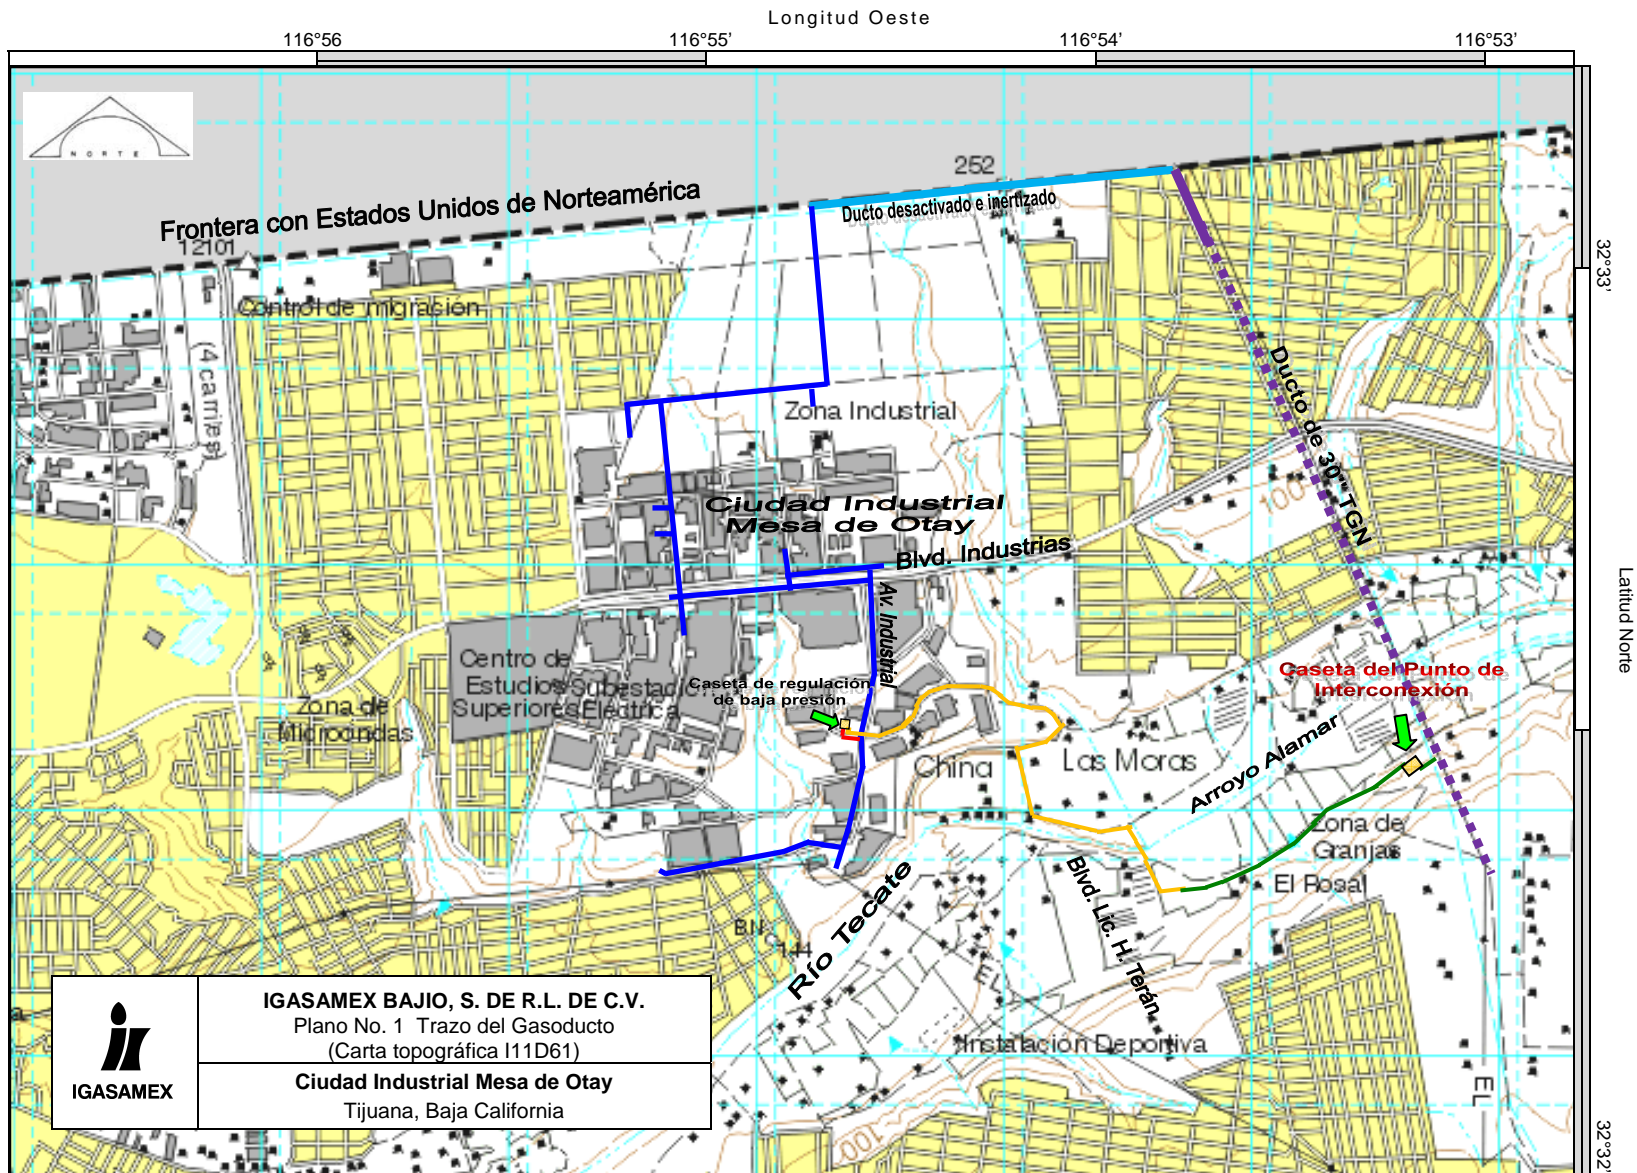 Longitud Oeste
116°56'
116°55'
116°54'
116°53'
NORTE
252
Frontera con Estados Unidos de Norteamérica
Ducto desactivado e inertizado
12101
Control de migración
32°33'
(4 carriles)
Ducto de 30" TGN
Zona Industrial
100
Ciudad Industrial
Mesa de Otay
Blvd. Industrias
Av. Industrial
Latitud Norte
Centro de
Estudios
Superiores
Subestación
Eléctrica
Caseta de regulación
de baja presión
Caseta del Punto de
Interconexión
Zona de
Microondas
China
Las Moras
Arroyo Alamar
Zona de
Granjas
El Rosal
Blvd. Lic. H. Terán
Río Tecate
BN
144
EL
Instalación Deportiva
EL
100
32°32'
IGASAMEX
IGASAMEX BAJIO, S. DE R.L. DE C.V.
Plano No. 1 Trazo del Gasoducto
(Carta topográfica I11D61)
Ciudad Industrial Mesa de Otay
Tijuana, Baja California